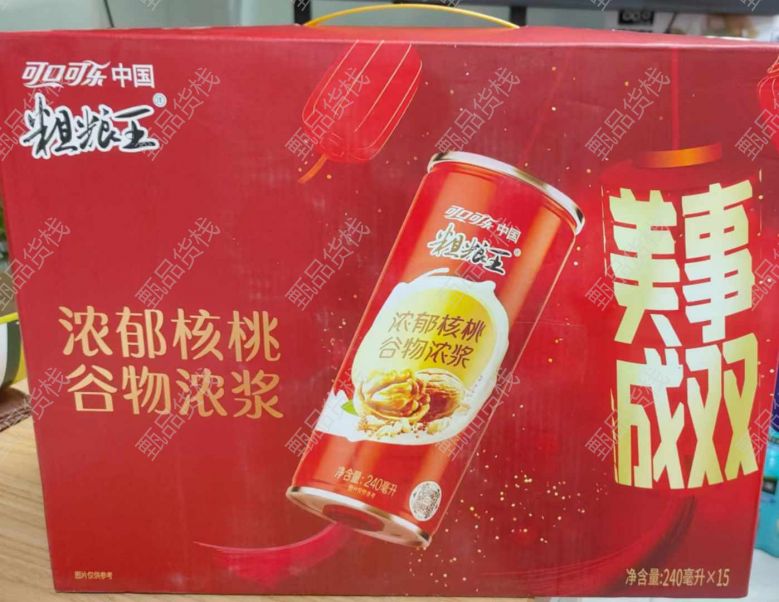 可口可乐中国
粗粮王
浓郁核桃
谷物浓浆
可口可乐中国
粗粮王
浓郁核桃
谷物浓浆
净含量:240毫升
美事
成双
图片仅供参考
净含量:240毫升×15
甄品货栈